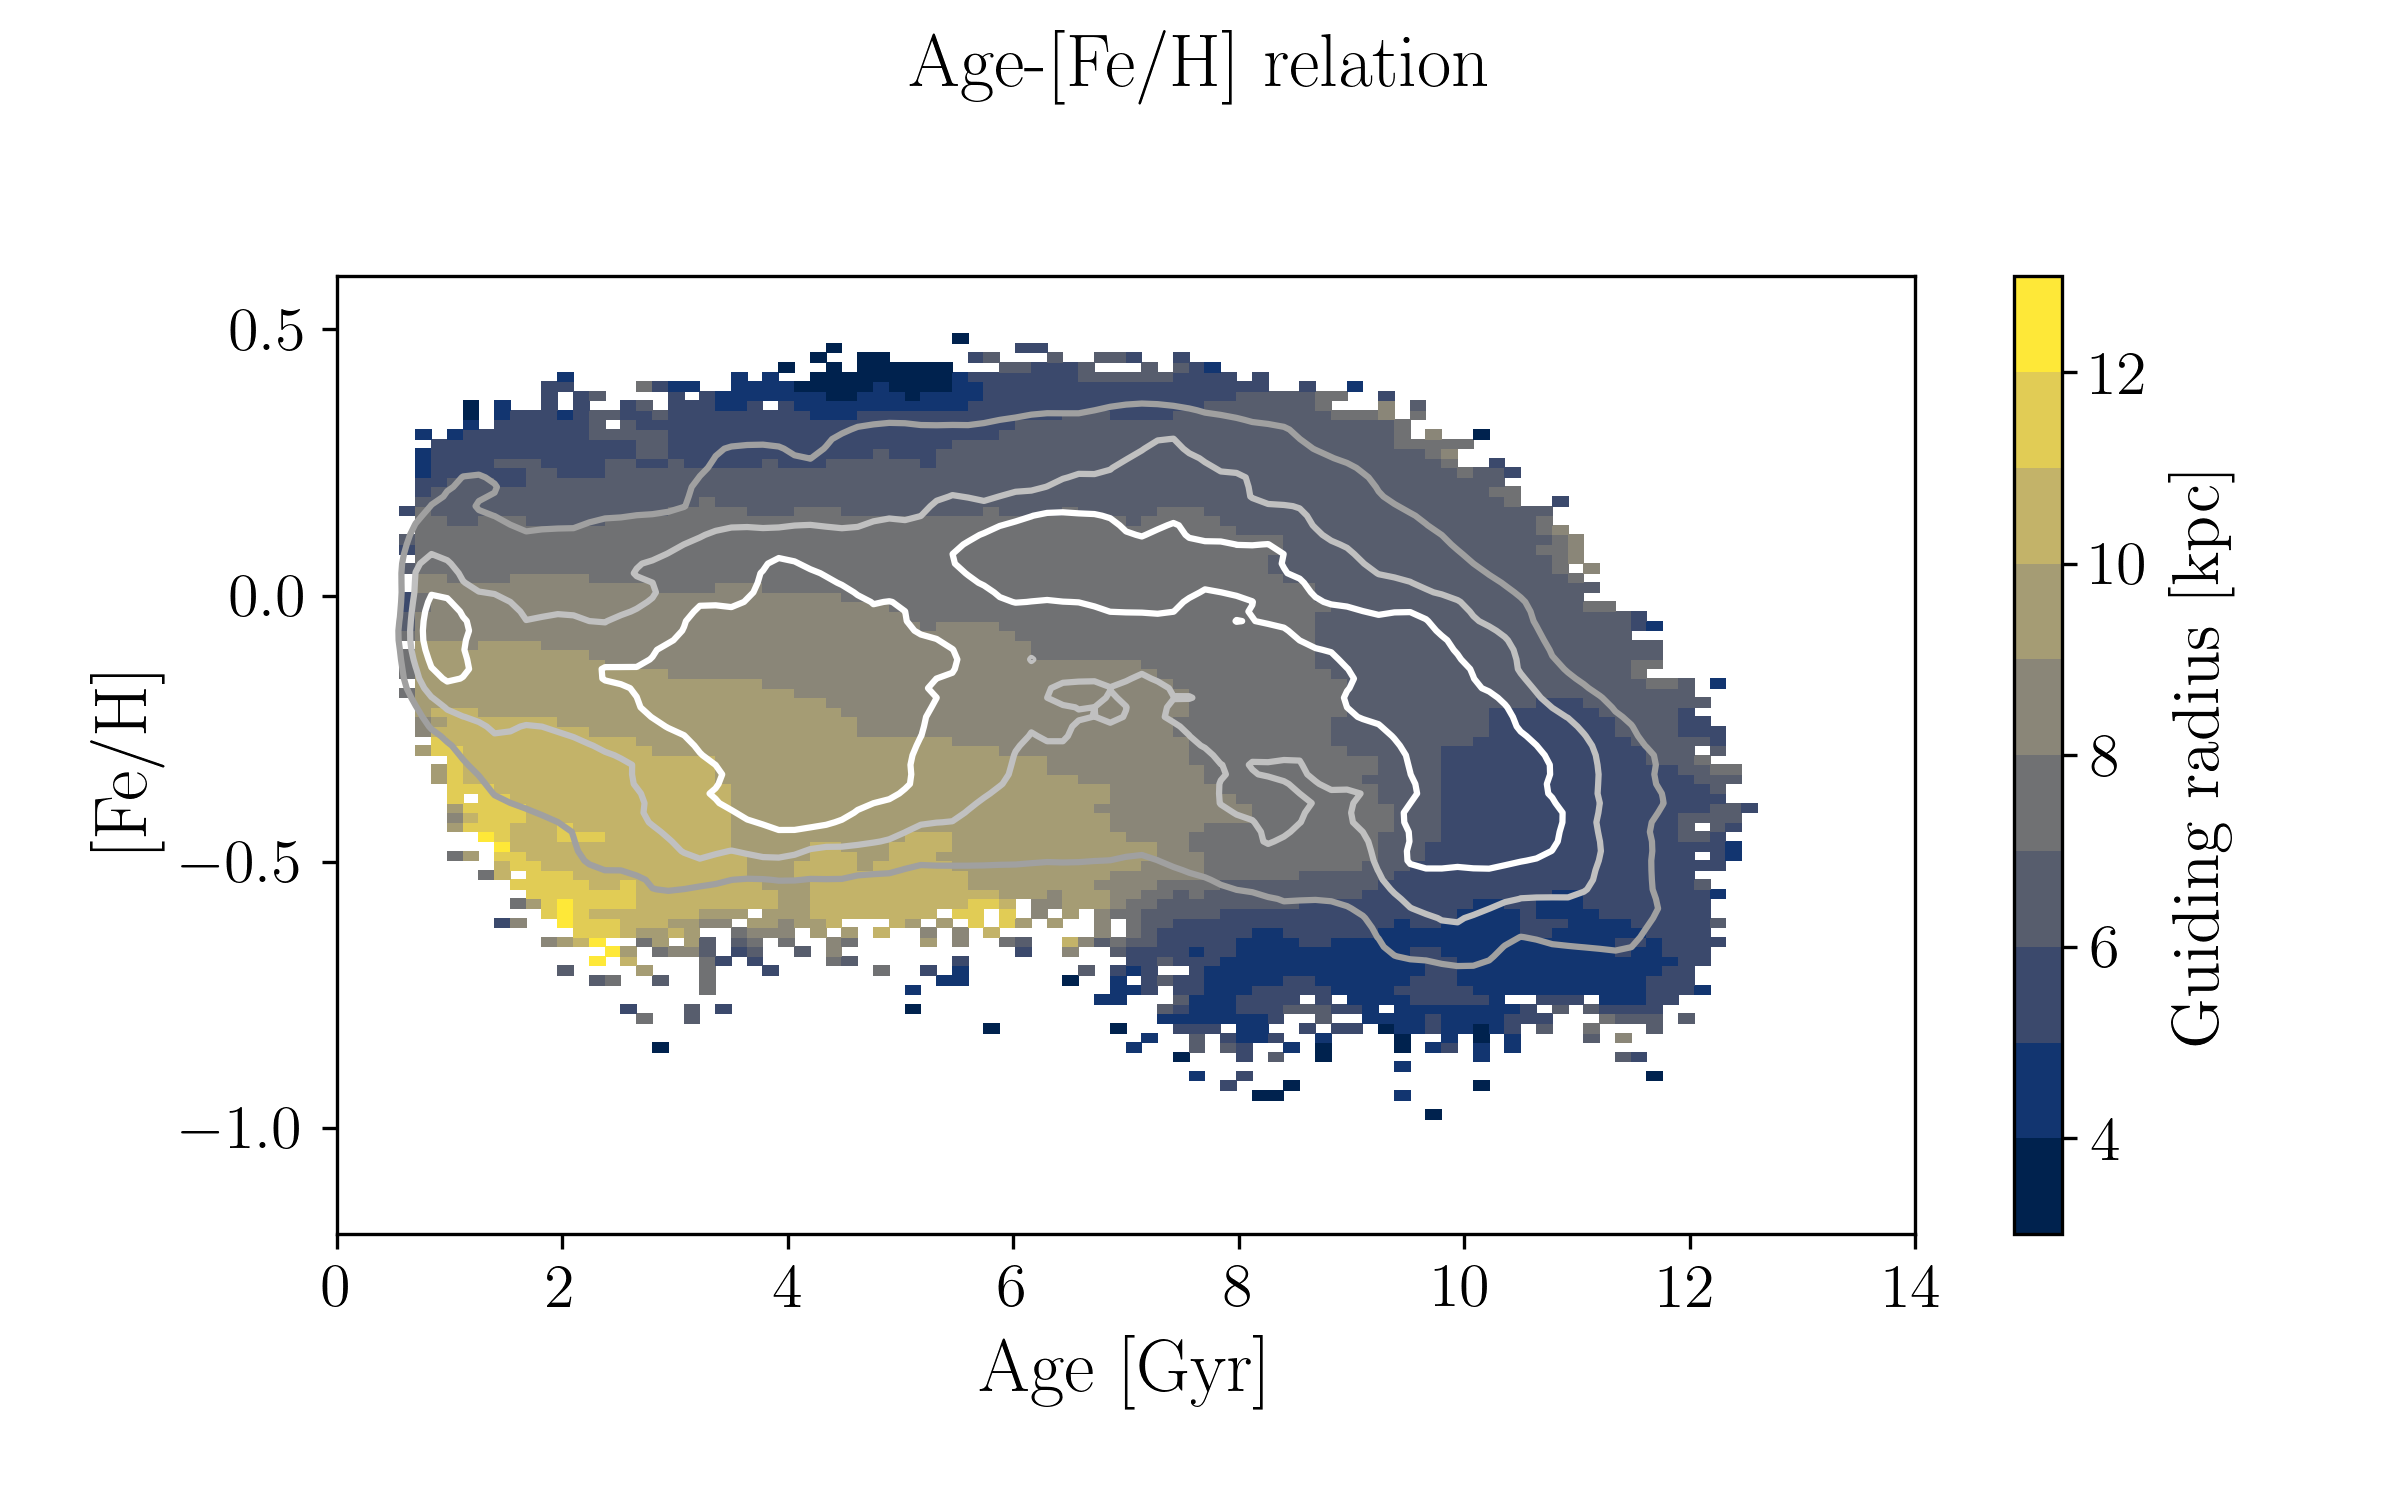 Age-[Fe/H] relation
0.5
0.0
−0.5
−1.0
[Fe/H]
0 2 4 6 8 10 12 14
Age [Gyr]
12
10
8
6
4
Guiding radius [kpc]